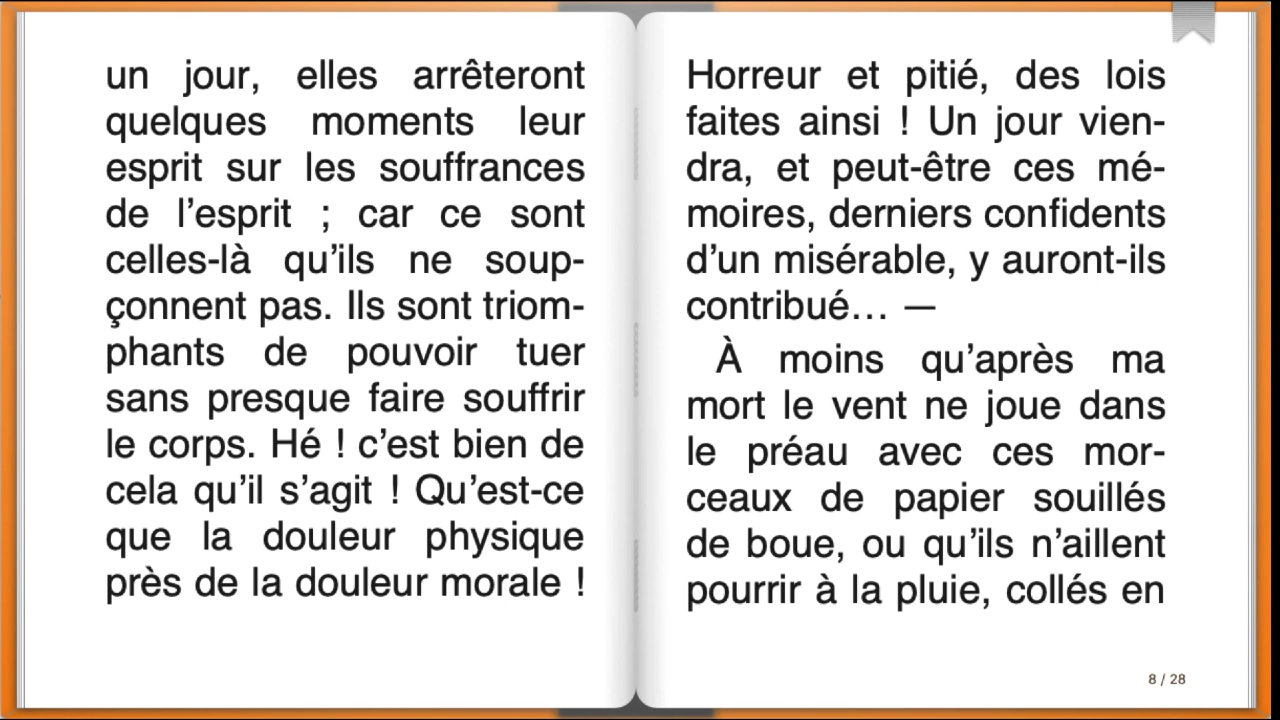 un jour, elles arrêteront
quelques moments leur
esprit sur les souffrances
de l’esprit ; car ce sont
celles-là qu’ils ne soup-
çonnent pas. Ils sont triom-
phants de pouvoir tuer
sans presque faire souffrir
le corps. Hé ! c’est bien de
cela qu’il s’agit ! Qu’est-ce
que la douleur physique
près de la douleur morale !
Horreur et pitié, des lois
faites ainsi ! Un jour vien-
dra, et peut-être ces mé-
moires, derniers confidents
d’un misérable, y auront-ils
contribué… —
À moins qu’après ma
mort le vent ne joue dans
le préau avec ces mor-
ceaux de papier souillés
de boue, ou qu’ils n’aillent
pourrir à la pluie, collés en
8 / 28